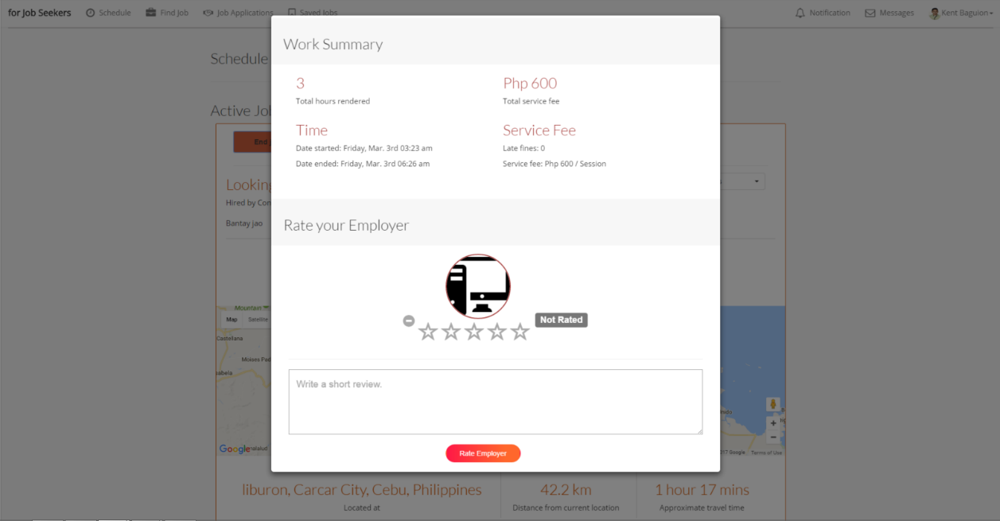 for Job Seekers Schedule Find Job Job Applications Saved Jobs Notification Messages Kent Baguion
Work Summary
Schedule
3 Php 600
Total hours rendered Total service fee
Active
Time Service Fee
Date started: Friday, Mar. 3rd 03:23 am Late fines: 0
End
Date ended: Friday, Mar. 3rd 06:26 am Service fee: Php 600 / Session
Looking
Hired by
Bantay jao
Rate your Employer
Mountain
Map Satellite
Not Rated
Castellana
Moises
Write a short review.
Google
Terms of Use
Rate Employer
liburon, Carcar City, Cebu, Philippines 42.2 km 1 hour 17 mins
Located at Distance from current location Approximate travel time